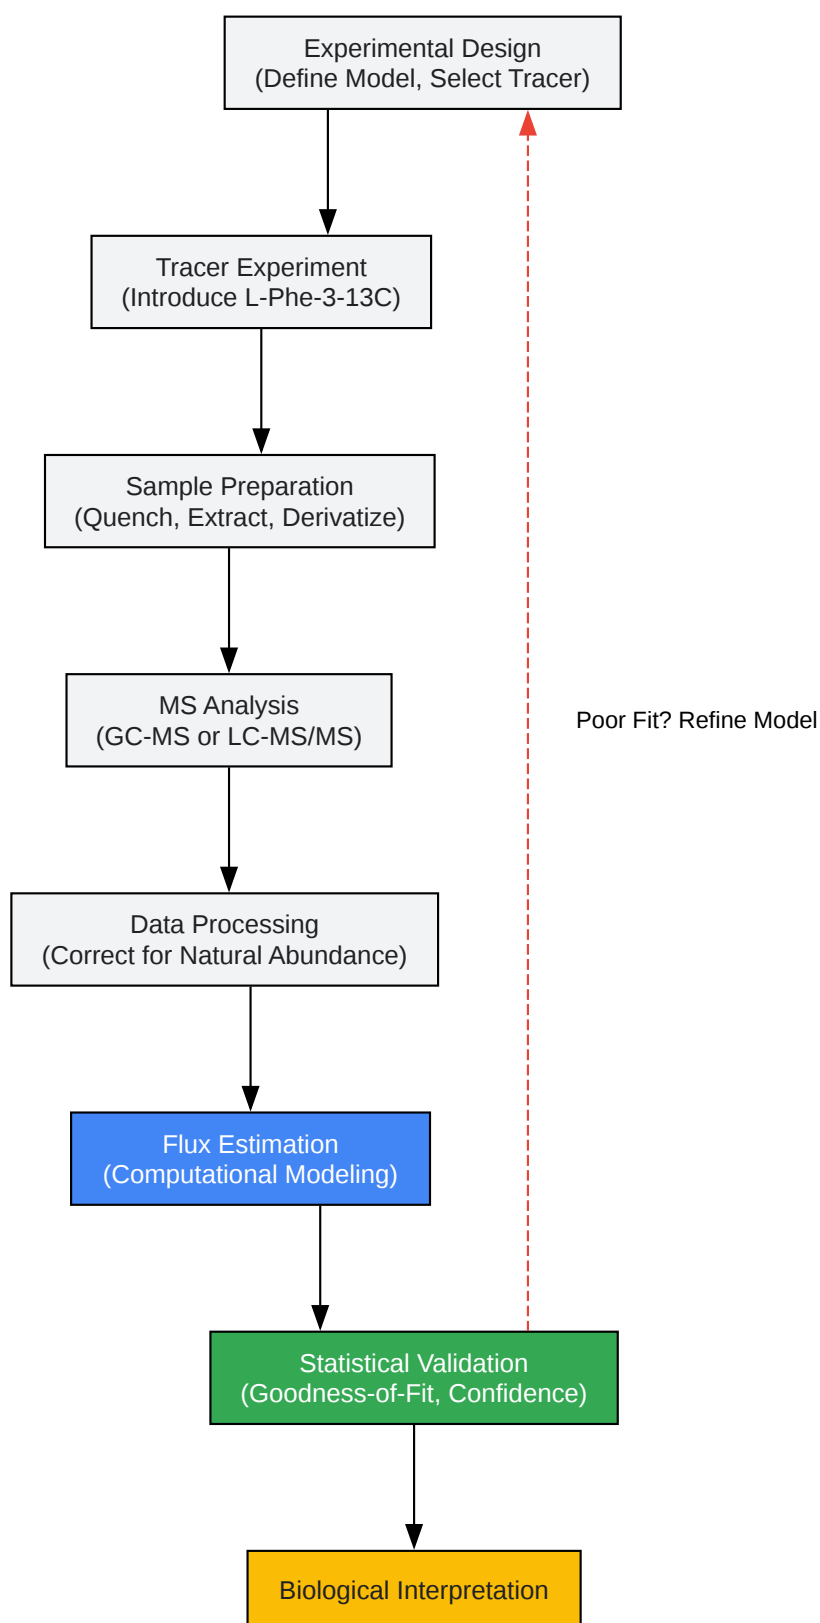 Experimental Design
(Define Model, Select Tracer)
Tracer Experiment
(Introduce L-Phe-3-13C)
Sample Preparation
(Quench, Extract, Derivatize)
MS Analysis
(GC-MS or LC-MS/MS)
Poor Fit? Refine Model
Data Processing
(Correct for Natural Abundance)
Flux Estimation
(Computational Modeling)
Statistical Validation
(Goodness-of-Fit, Confidence)
Biological Interpretation